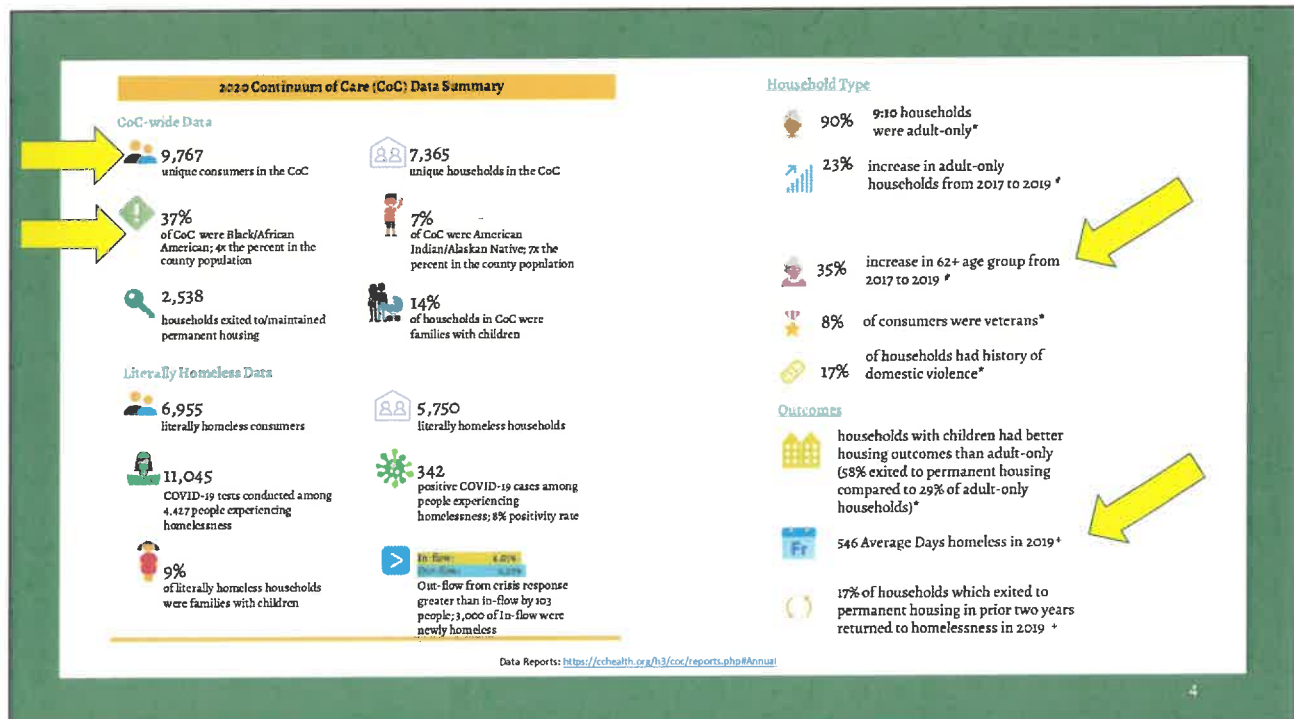 2020 Continuum of Care (CoC) Data Summary
CoC-wide Data
9,767
unique consumers in the CoC
7,365
unique households in the CoC
37%
of CoC were Black/African
American; 4x the percent in the
county population
7%
of CoC were American
Indian/Alaskan Native; 7x the
percent in the county population
2,538
households exited to/maintained
permanent housing
14%
of households in CoC were
families with children
Literally Homeless Data
6,955
literally homeless consumers
5,750
literally homeless households
11,045
COVID-19 tests conducted among
4,427 people experiencing
homelessness
342
positive COVID-19 cases among
people experiencing
homelessness; 8% positivity rate
9%
of literally homeless households
were families with children
In-flow:
Out-flow:
Out-flow from crisis response
greater than in-flow by 103
people; 3,000 of In-flow were
newly homeless
Household Type
90% 9:10 households
were adult-only*
23% increase in adult-only
households from 2017 to 2019 *
35% increase in 62+ age group from
2017 to 2019 *
8% of consumers were veterans*
17% of households had history of
domestic violence*
Outcomes
households with children had better
housing outcomes than adult-only
(58% exited to permanent housing
compared to 29% of adult-only
households)*
Fr
546 Average Days homeless in 2019+
17% of households which exited to
permanent housing in prior two years
returned to homelessness in 2019 +
Data Reports: https://cchealth.org/h3/coc/reports.php#Annual
4